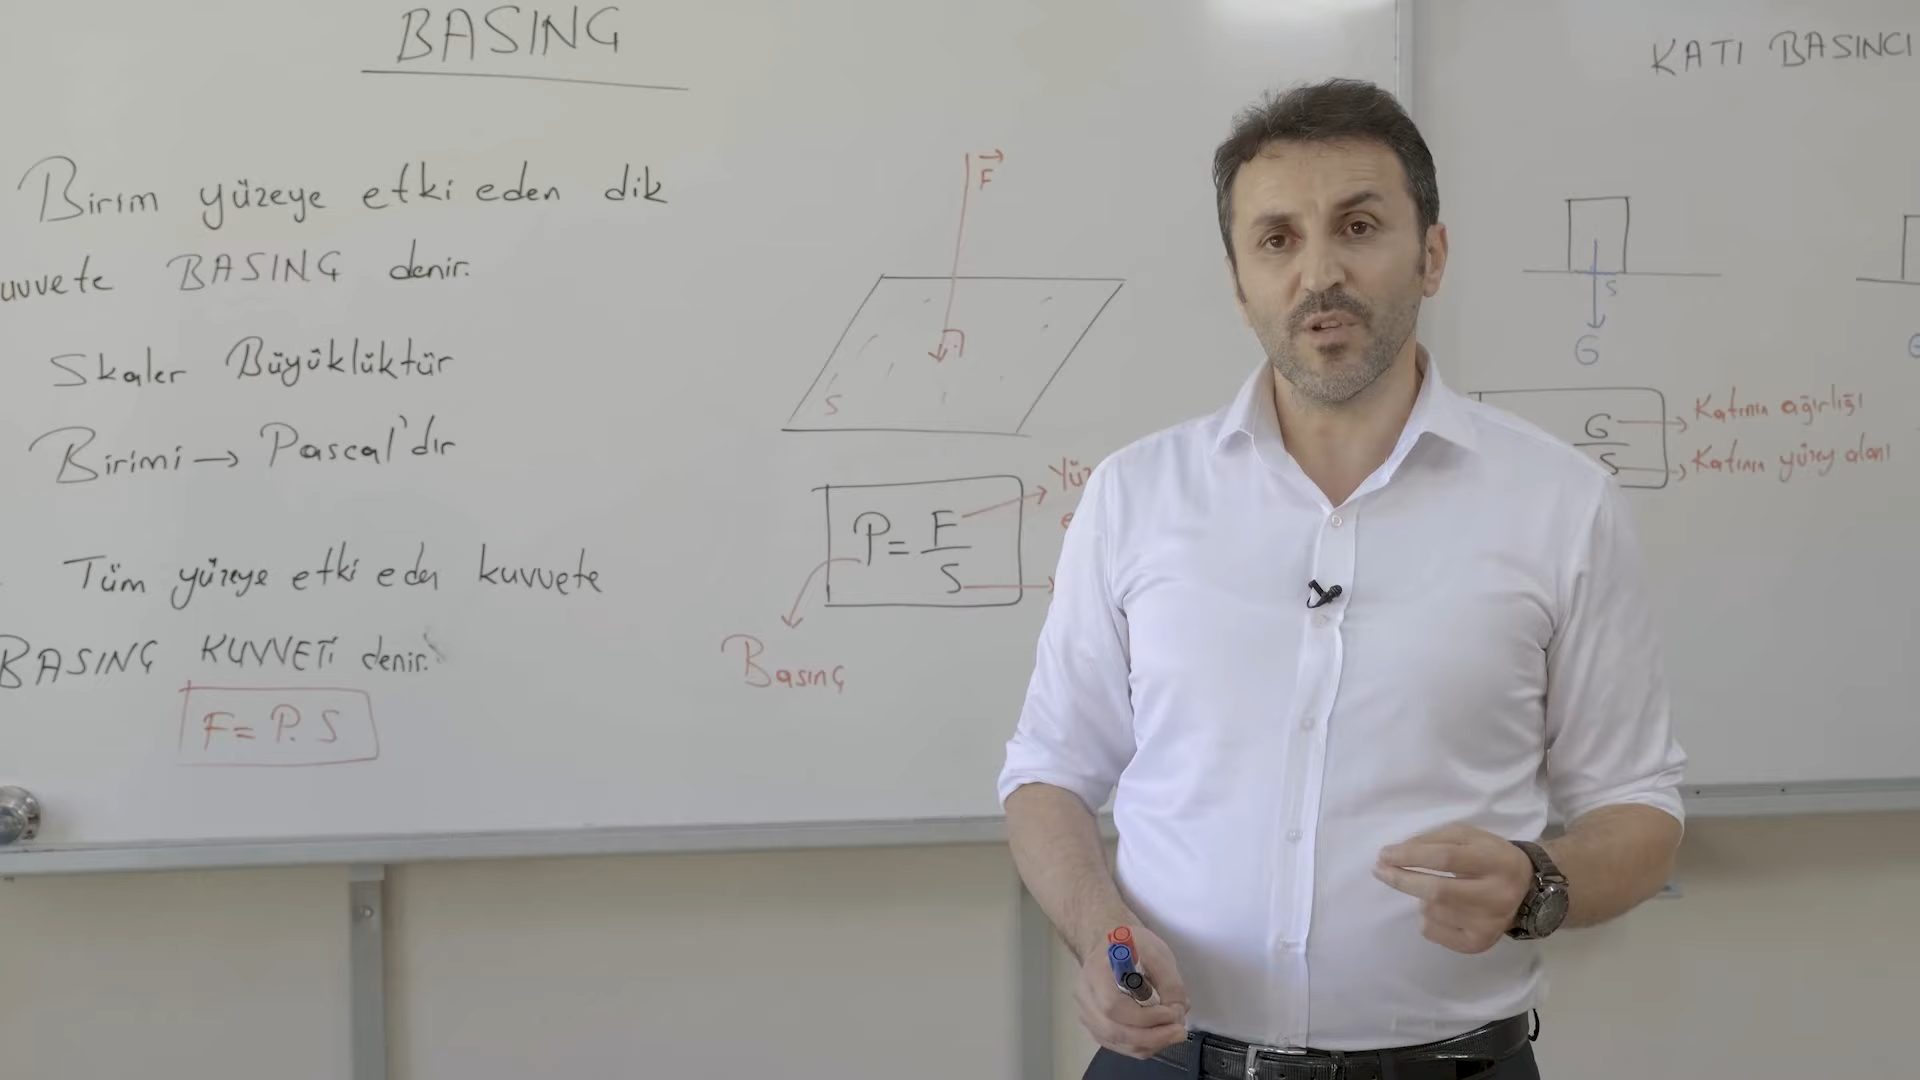 BASINÇ
Birim yüzeye etki eden dik
uvvete BASINÇ denir.
Skaler Büyüklüktür
Birimi → Pascal'dır
Tüm yüzeye etki eden kuvvete
BASINÇ KUVVETİ denir.
F = P. S
F
S
P = F
S
Basınç
KATI BASINCI
S
G
G
S
Katının ağırlığı
Katının yüzey alanı